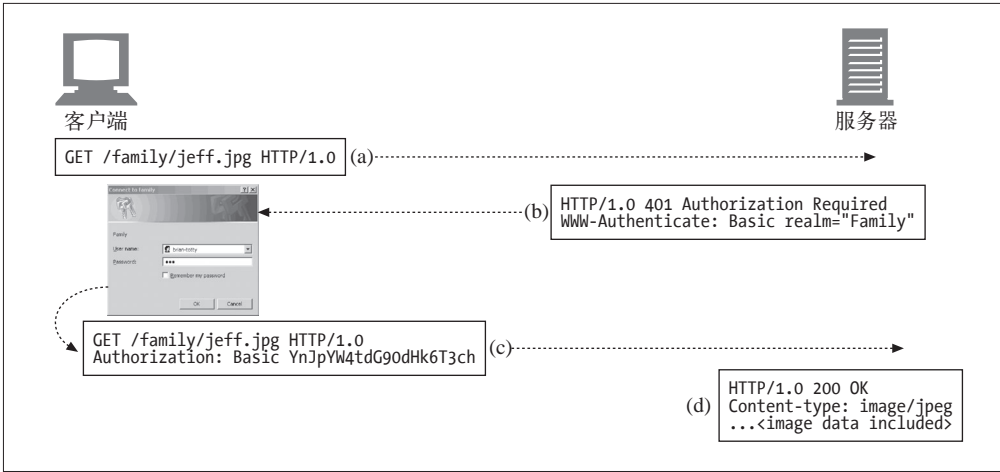 客户端
服务器
GET /family/jeff.jpg HTTP/1.0
(a)
HTTP/1.0 401 Authorization Required
WWW-Authenticate: Basic realm="Family"
(b)
Connect to Family
Family
User name:
brian-totty
Password:
•••
Remember my password
OK
Cancel
GET /family/jeff.jpg HTTP/1.0
Authorization: Basic YnJpYW4tdG90dHk6T3ch
(c)
(d)
HTTP/1.0 200 OK
Content-type: image/jpeg
...<image data included>